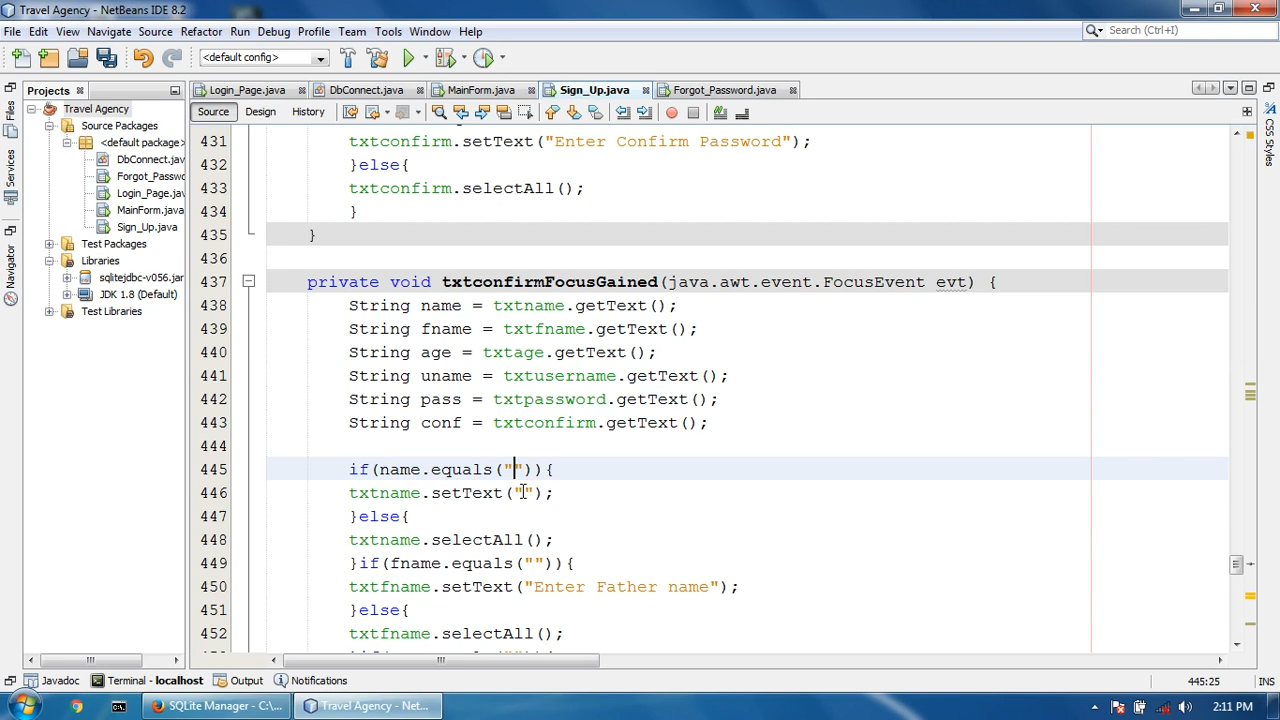 Travel Agency - NetBeans IDE 8.2
File Edit View Navigate Source Refactor Run Debug Profile Team Tools Window Help
Search (Ctrl+I)
<default config>
Projects
Login_Page.java DbConnect.java MainForm.java Sign_Up.java Forgot_Password.java
Source Design History
Files
Services
Navigator
CSS Styles
Travel Agency
Source Packages
<default package>
DbConnect.jav
Forgot_Passwo
Login_Page.jav
MainForm.java
Sign_Up.java
Test Packages
Libraries
sqlitejdbc-v056.jar
JDK 1.8 (Default)
Test Libraries
431 txtconfirm.setText("Enter Confirm Password");
432 }else{
433 txtconfirm.selectAll();
434 }
435 }
436
437 private void txtconfirmFocusGained(java.awt.event.FocusEvent evt) {
438 String name = txtname.getText();
439 String fname = txtfname.getText();
440 String age = txtage.getText();
441 String uname = txtusername.getText();
442 String pass = txtpassword.getText();
443 String conf = txtconfirm.getText();
444
445 if(name.equals("")){
446 txtname.setText("");
447 }else{
448 txtname.selectAll();
449 }if(fname.equals("")){
450 txtfname.setText("Enter Father name");
451 }else{
452 txtfname.selectAll();
Javadoc Terminal - localhost Output Notifications
445:25 INS
SQLite Manager - C:\... Travel Agency - Net...
2:11 PM